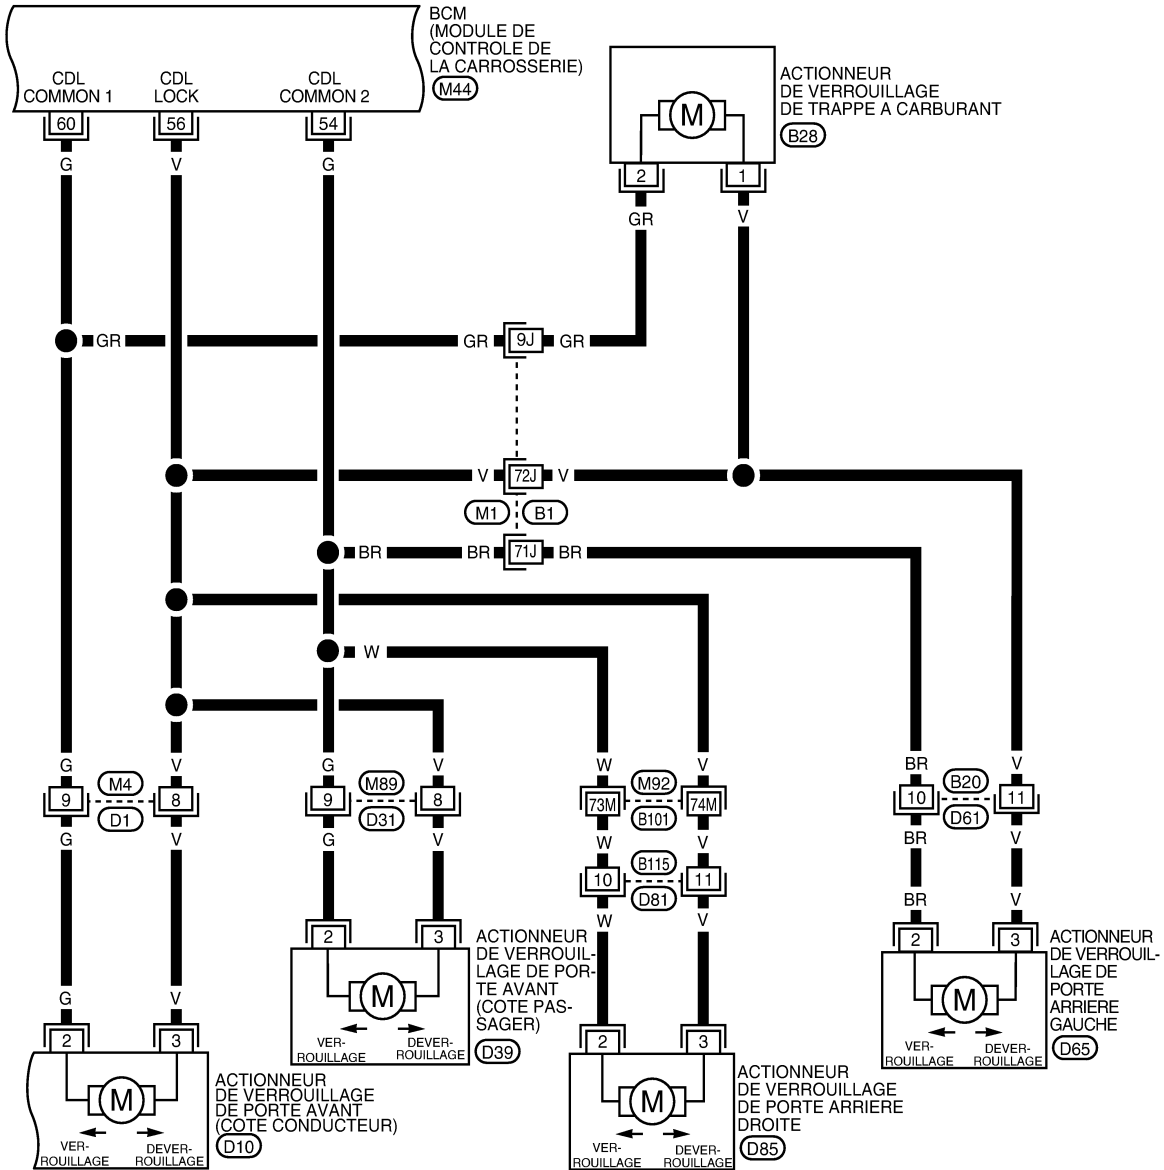 BCM
(MODULE DE
CONTROLE DE
LA CARROSSERIE)
M44
CDL
COMMON 1
CDL
LOCK
CDL
COMMON 2
60
56
54
G
V
G
ACTIONNEUR
DE VERROUILLAGE
DE TRAPPE A CARBURANT
B28
M
2
1
GR
V
GR
GR
9J
GR
V
72J
V
M1
B1
BR
BR
71J
BR
W
G
V
G
V
W
V
BR
V
9
M4
8
D1
9
M89
8
D31
73M
M92
74M
B101
10
B20
11
D61
G
V
G
V
W
V
BR
V
10
B115
11
D81
W
V
BR
V
2
3
ACTIONNEUR
DE VERROUIL-
LAGE DE POR-
TE AVANT
(COTE PAS-
SAGER)
D39
M
VER-
ROUILLAGE
DEVER-
ROUILLAGE
2
3
ACTIONNEUR
DE VERROUIL-
LAGE DE
PORTE
ARRIERE
GAUCHE
D65
M
VER-
ROUILLAGE
DEVER-
ROUILLAGE
G
V
2
3
M
VER-
ROUILLAGE
DEVER-
ROUILLAGE
ACTIONNEUR
DE VERROUILLAGE
DE PORTE AVANT
(COTE CONDUCTEUR)
D10
2
3
M
VER-
ROUILLAGE
DEVER-
ROUILLAGE
ACTIONNEUR
DE VERROUILLAGE
DE PORTE ARRIERE
DROITE
D85